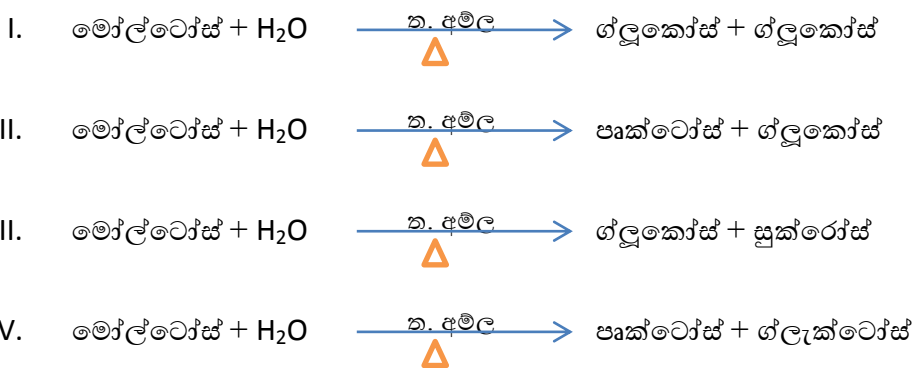 I. මෝල්ටෝස් + H₂O ත. අම්ල Δ ග්ලූකෝස් + ග්ලූකෝස්
II. මෝල්ටෝස් + H₂O ත. අම්ල Δ පෘක්ටෝස් + ග්ලූකෝස්
II. මෝල්ටෝස් + H₂O ත. අම්ල Δ ග්ලූකෝස් + සුක්රෝස්
V. මෝල්ටෝස් + H₂O ත. අම්ල Δ පෘක්ටෝස් + ග්ලැක්ටෝස්